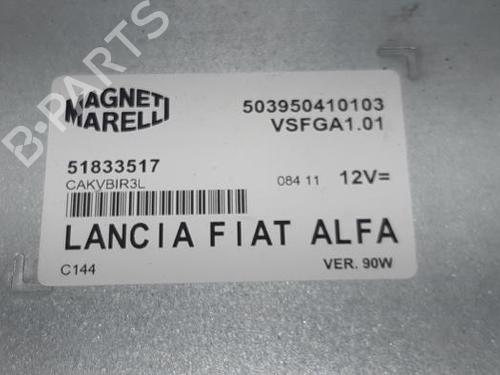 B-PARTS
MAGNETI MARELLI
503950410103
VSFGA1.01
51833517
CAKVBIR3L
084 11 12V=
LANCIA FIAT ALFA
C144
VER. 90W